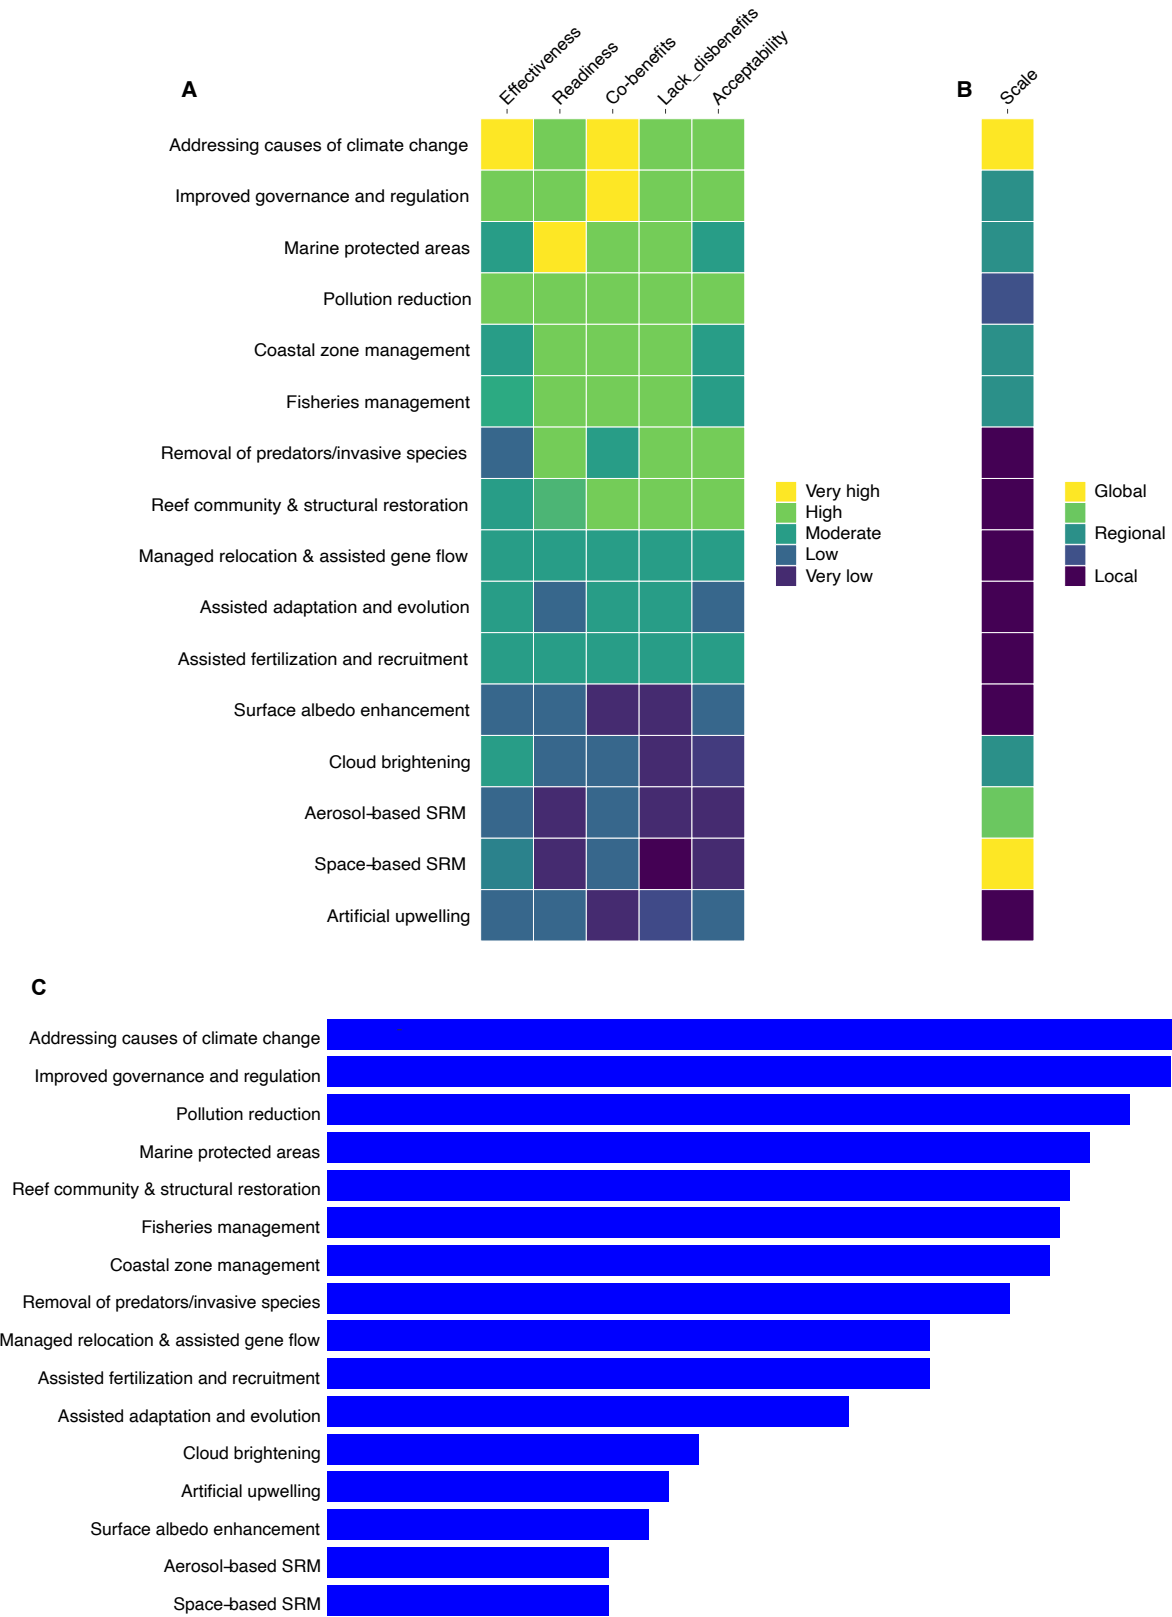 A
Effectiveness
Readiness
Co-benefits
Lack_disbenefits
Acceptability
B
Scale
Addressing causes of climate change
Improved governance and regulation
Marine protected areas
Pollution reduction
Coastal zone management
Fisheries management
Removal of predators/invasive species
Reef community & structural restoration
Managed relocation & assisted gene flow
Assisted adaptation and evolution
Assisted fertilization and recruitment
Surface albedo enhancement
Cloud brightening
Aerosol-based SRM
Space-based SRM
Artificial upwelling
Very high
High
Moderate
Low
Very low
Global
Regional
Local
C
Addressing causes of climate change
Improved governance and regulation
Pollution reduction
Marine protected areas
Reef community & structural restoration
Fisheries management
Coastal zone management
Removal of predators/invasive species
Managed relocation & assisted gene flow
Assisted fertilization and recruitment
Assisted adaptation and evolution
Cloud brightening
Artificial upwelling
Surface albedo enhancement
Aerosol-based SRM
Space-based SRM